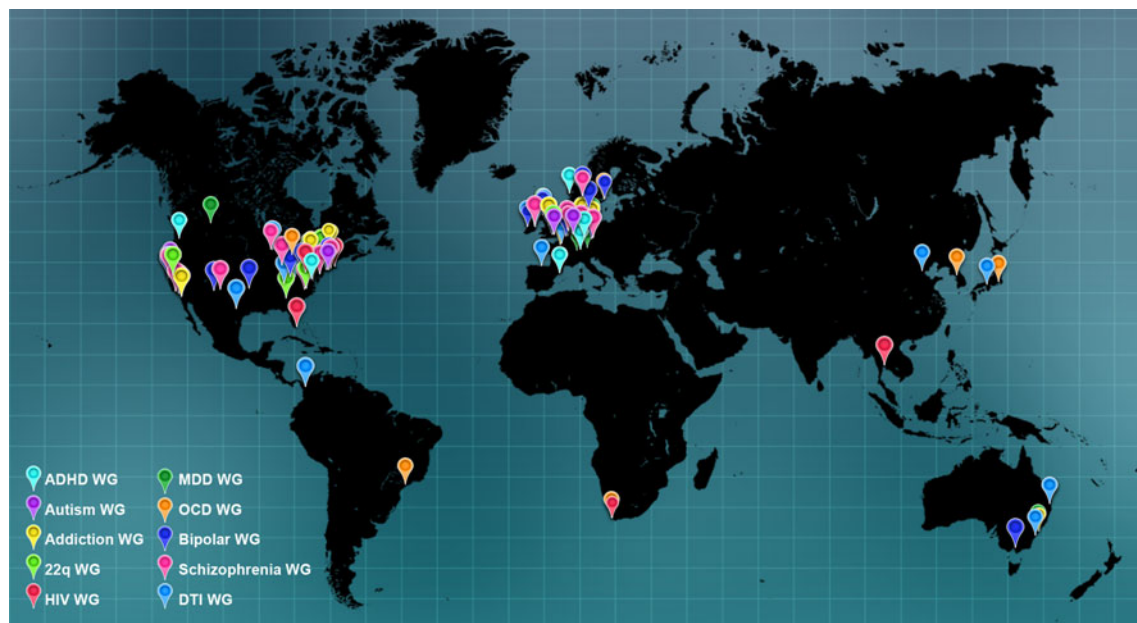 ADHD WG
Autism WG
Addiction WG
22q WG
HIV WG
MDD WG
OCD WG
Bipolar WG
Schizophrenia WG
DTI WG